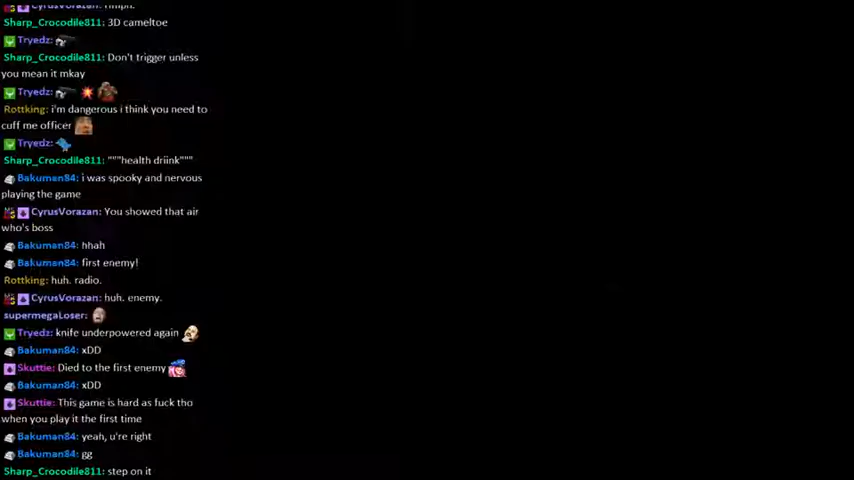 CyrusVorazan: hmph.
Sharp_Crocodile811: 3D cameltoe
Tryedz:
Sharp_Crocodile811: Don't trigger unless
you mean it mkay
Tryedz:
Rottking: i'm dangerous i think you need to
cuff me officer
Tryedz:
Sharp_Crocodile811: """health driink"""
Bakuman84: i was spooky and nervous
playing the game
CyrusVorazan: You showed that air
who's boss
Bakuman84: hhah
Bakuman84: first enemy!
Rottking: huh. radio.
CyrusVorazan: huh. enemy.
supermegaLoser:
Tryedz: knife underpowered again
Bakuman84: xDD
Skuttie: Died to the first enemy
Bakuman84: xDD
Skuttie: This game is hard as fuck tho
when you play it the first time
Bakuman84: yeah, u're right
Bakuman84: gg
Sharp_Crocodile811: step on it